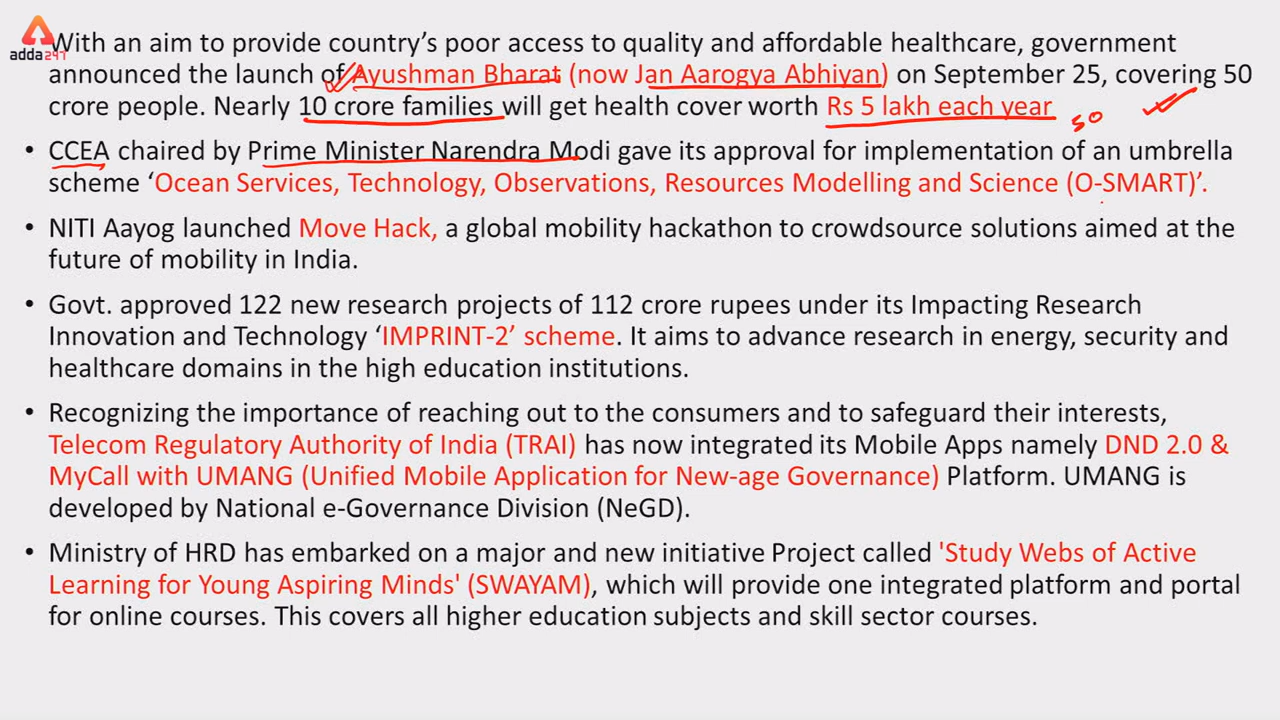 adda247
With an aim to provide country's poor access to quality and affordable healthcare, government
announced the launch of Ayushman Bharat (now Jan Aarogya Abhiyan) on September 25, covering 50
crore people. Nearly 10 crore families will get health cover worth Rs 5 lakh each year
50
• CCEA chaired by Prime Minister Narendra Modi gave its approval for implementation of an umbrella
scheme ‘Ocean Services, Technology, Observations, Resources Modelling and Science (O-SMART)’.
• NITI Aayog launched Move Hack, a global mobility hackathon to crowdsource solutions aimed at the
future of mobility in India.
• Govt. approved 122 new research projects of 112 crore rupees under its Impacting Research
Innovation and Technology ‘IMPRINT-2’ scheme. It aims to advance research in energy, security and
healthcare domains in the high education institutions.
• Recognizing the importance of reaching out to the consumers and to safeguard their interests,
Telecom Regulatory Authority of India (TRAI) has now integrated its Mobile Apps namely DND 2.0 &
MyCall with UMANG (Unified Mobile Application for New-age Governance) Platform. UMANG is
developed by National e-Governance Division (NeGD).
• Ministry of HRD has embarked on a major and new initiative Project called 'Study Webs of Active
Learning for Young Aspiring Minds' (SWAYAM), which will provide one integrated platform and portal
for online courses. This covers all higher education subjects and skill sector courses.